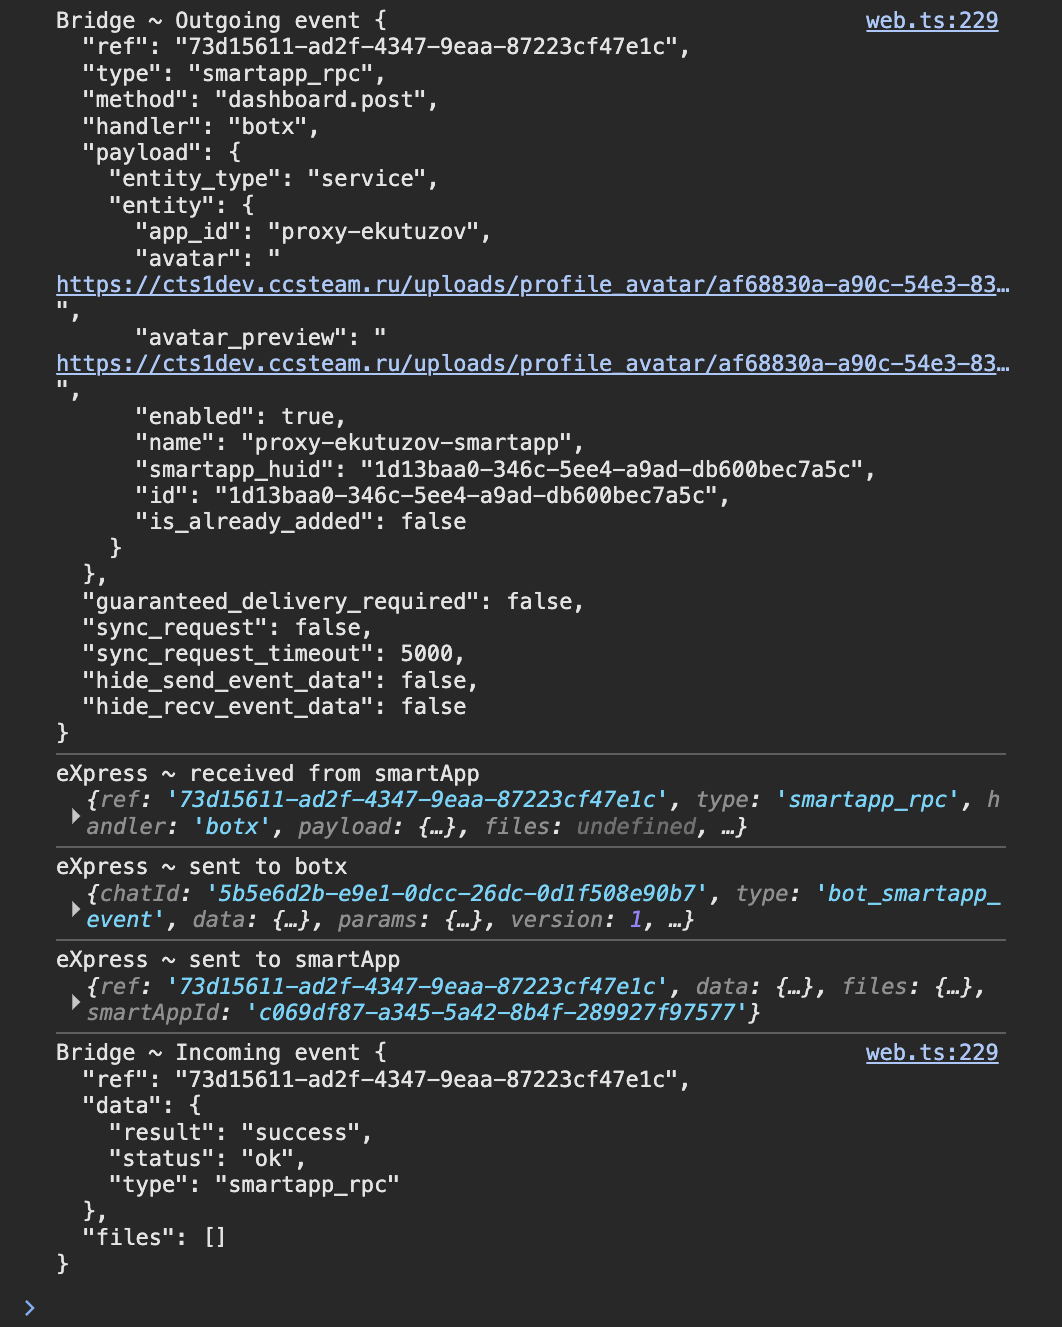 Bridge ~ Outgoing event { web.ts:229
"ref": "73d15611-ad2f-4347-9eaa-87223cf47e1c",
"type": "smartapp_rpc",
"method": "dashboard.post",
"handler": "botx",
"payload": {
"entity_type": "service",
"entity": {
"app_id": "proxy-ekutuzov",
"avatar": "
https://cts1dev.ccsteam.ru/uploads/profile_avatar/af68830a-a90c-54e3-83…
",
"avatar_preview": "
https://cts1dev.ccsteam.ru/uploads/profile_avatar/af68830a-a90c-54e3-83…
",
"enabled": true,
"name": "proxy-ekutuzov-smartapp",
"smartapp_huid": "1d13baa0-346c-5ee4-a9ad-db600bec7a5c",
"id": "1d13baa0-346c-5ee4-a9ad-db600bec7a5c",
"is_already_added": false
}
},
"guaranteed_delivery_required": false,
"sync_request": false,
"sync_request_timeout": 5000,
"hide_send_event_data": false,
"hide_recv_event_data": false
}
eXpress ~ received from smartApp
{ref: '73d15611-ad2f-4347-9eaa-87223cf47e1c', type: 'smartapp_rpc', h
andler: 'botx', payload: {…}, files: undefined, …}
eXpress ~ sent to botx
{chatId: '5b5e6d2b-e9e1-0dcc-26dc-0d1f508e90b7', type: 'bot_smartapp_
event', data: {…}, params: {…}, version: 1, …}
eXpress ~ sent to smartApp
{ref: '73d15611-ad2f-4347-9eaa-87223cf47e1c', data: {…}, files: {…},
smartAppId: 'c069df87-a345-5a42-8b4f-289927f97577'}
Bridge ~ Incoming event { web.ts:229
"ref": "73d15611-ad2f-4347-9eaa-87223cf47e1c",
"data": {
"result": "success",
"status": "ok",
"type": "smartapp_rpc"
},
"files": []
}